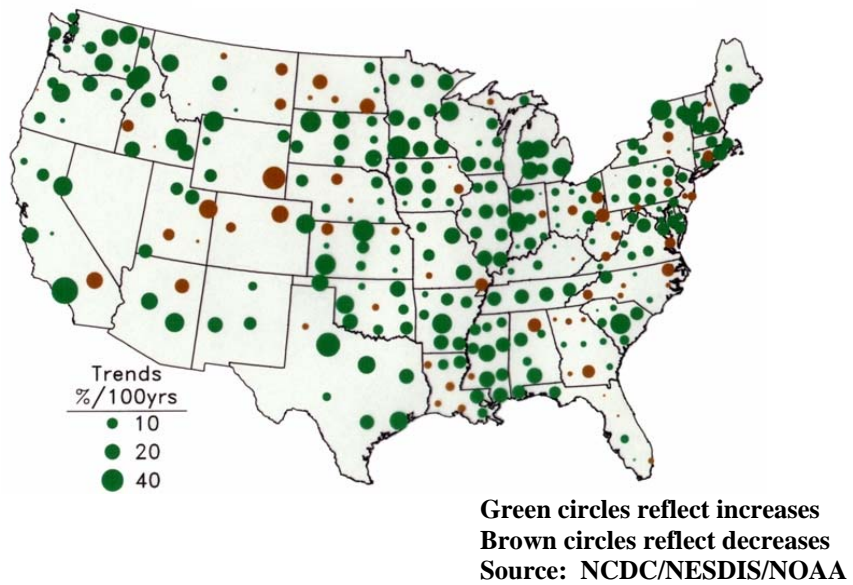 Trends
%/100yrs
10
20
40
Green circles reflect increases
Brown circles reflect decreases
Source: NCDC/NESDIS/NOAA